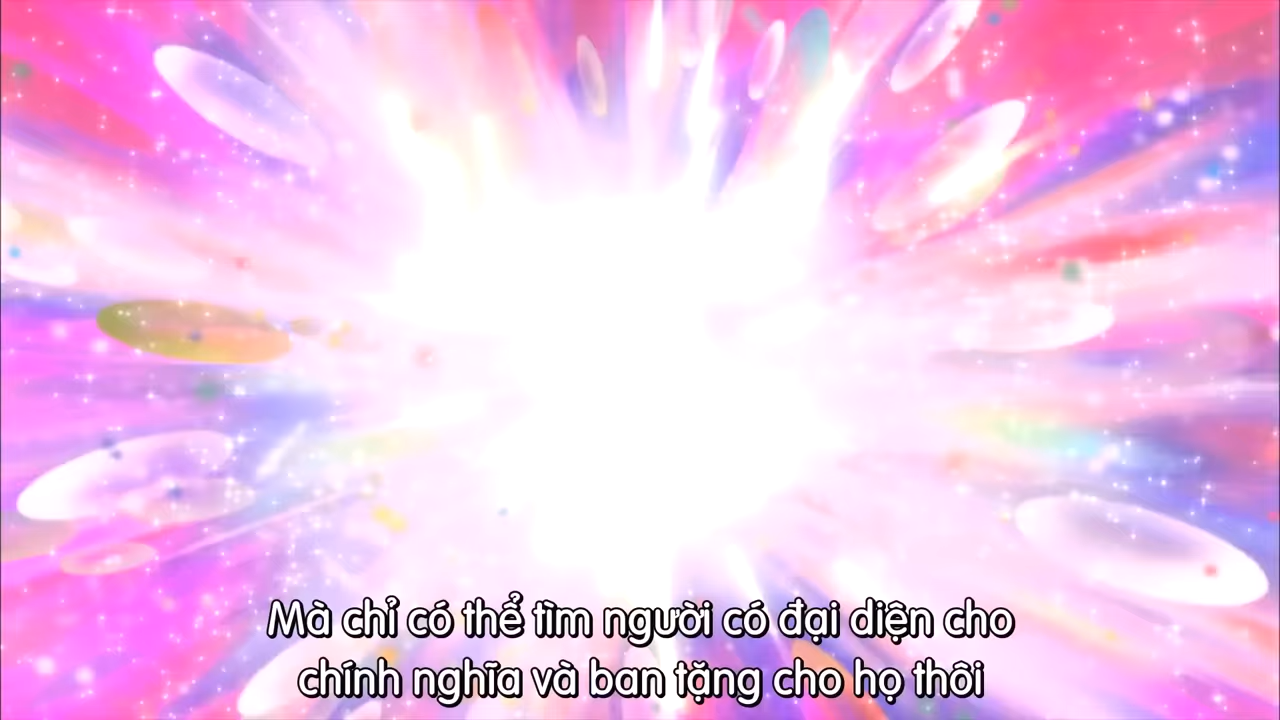 Mà chỉ có thể tìm người có đại diện cho
chính nghĩa và ban tặng cho họ thôi